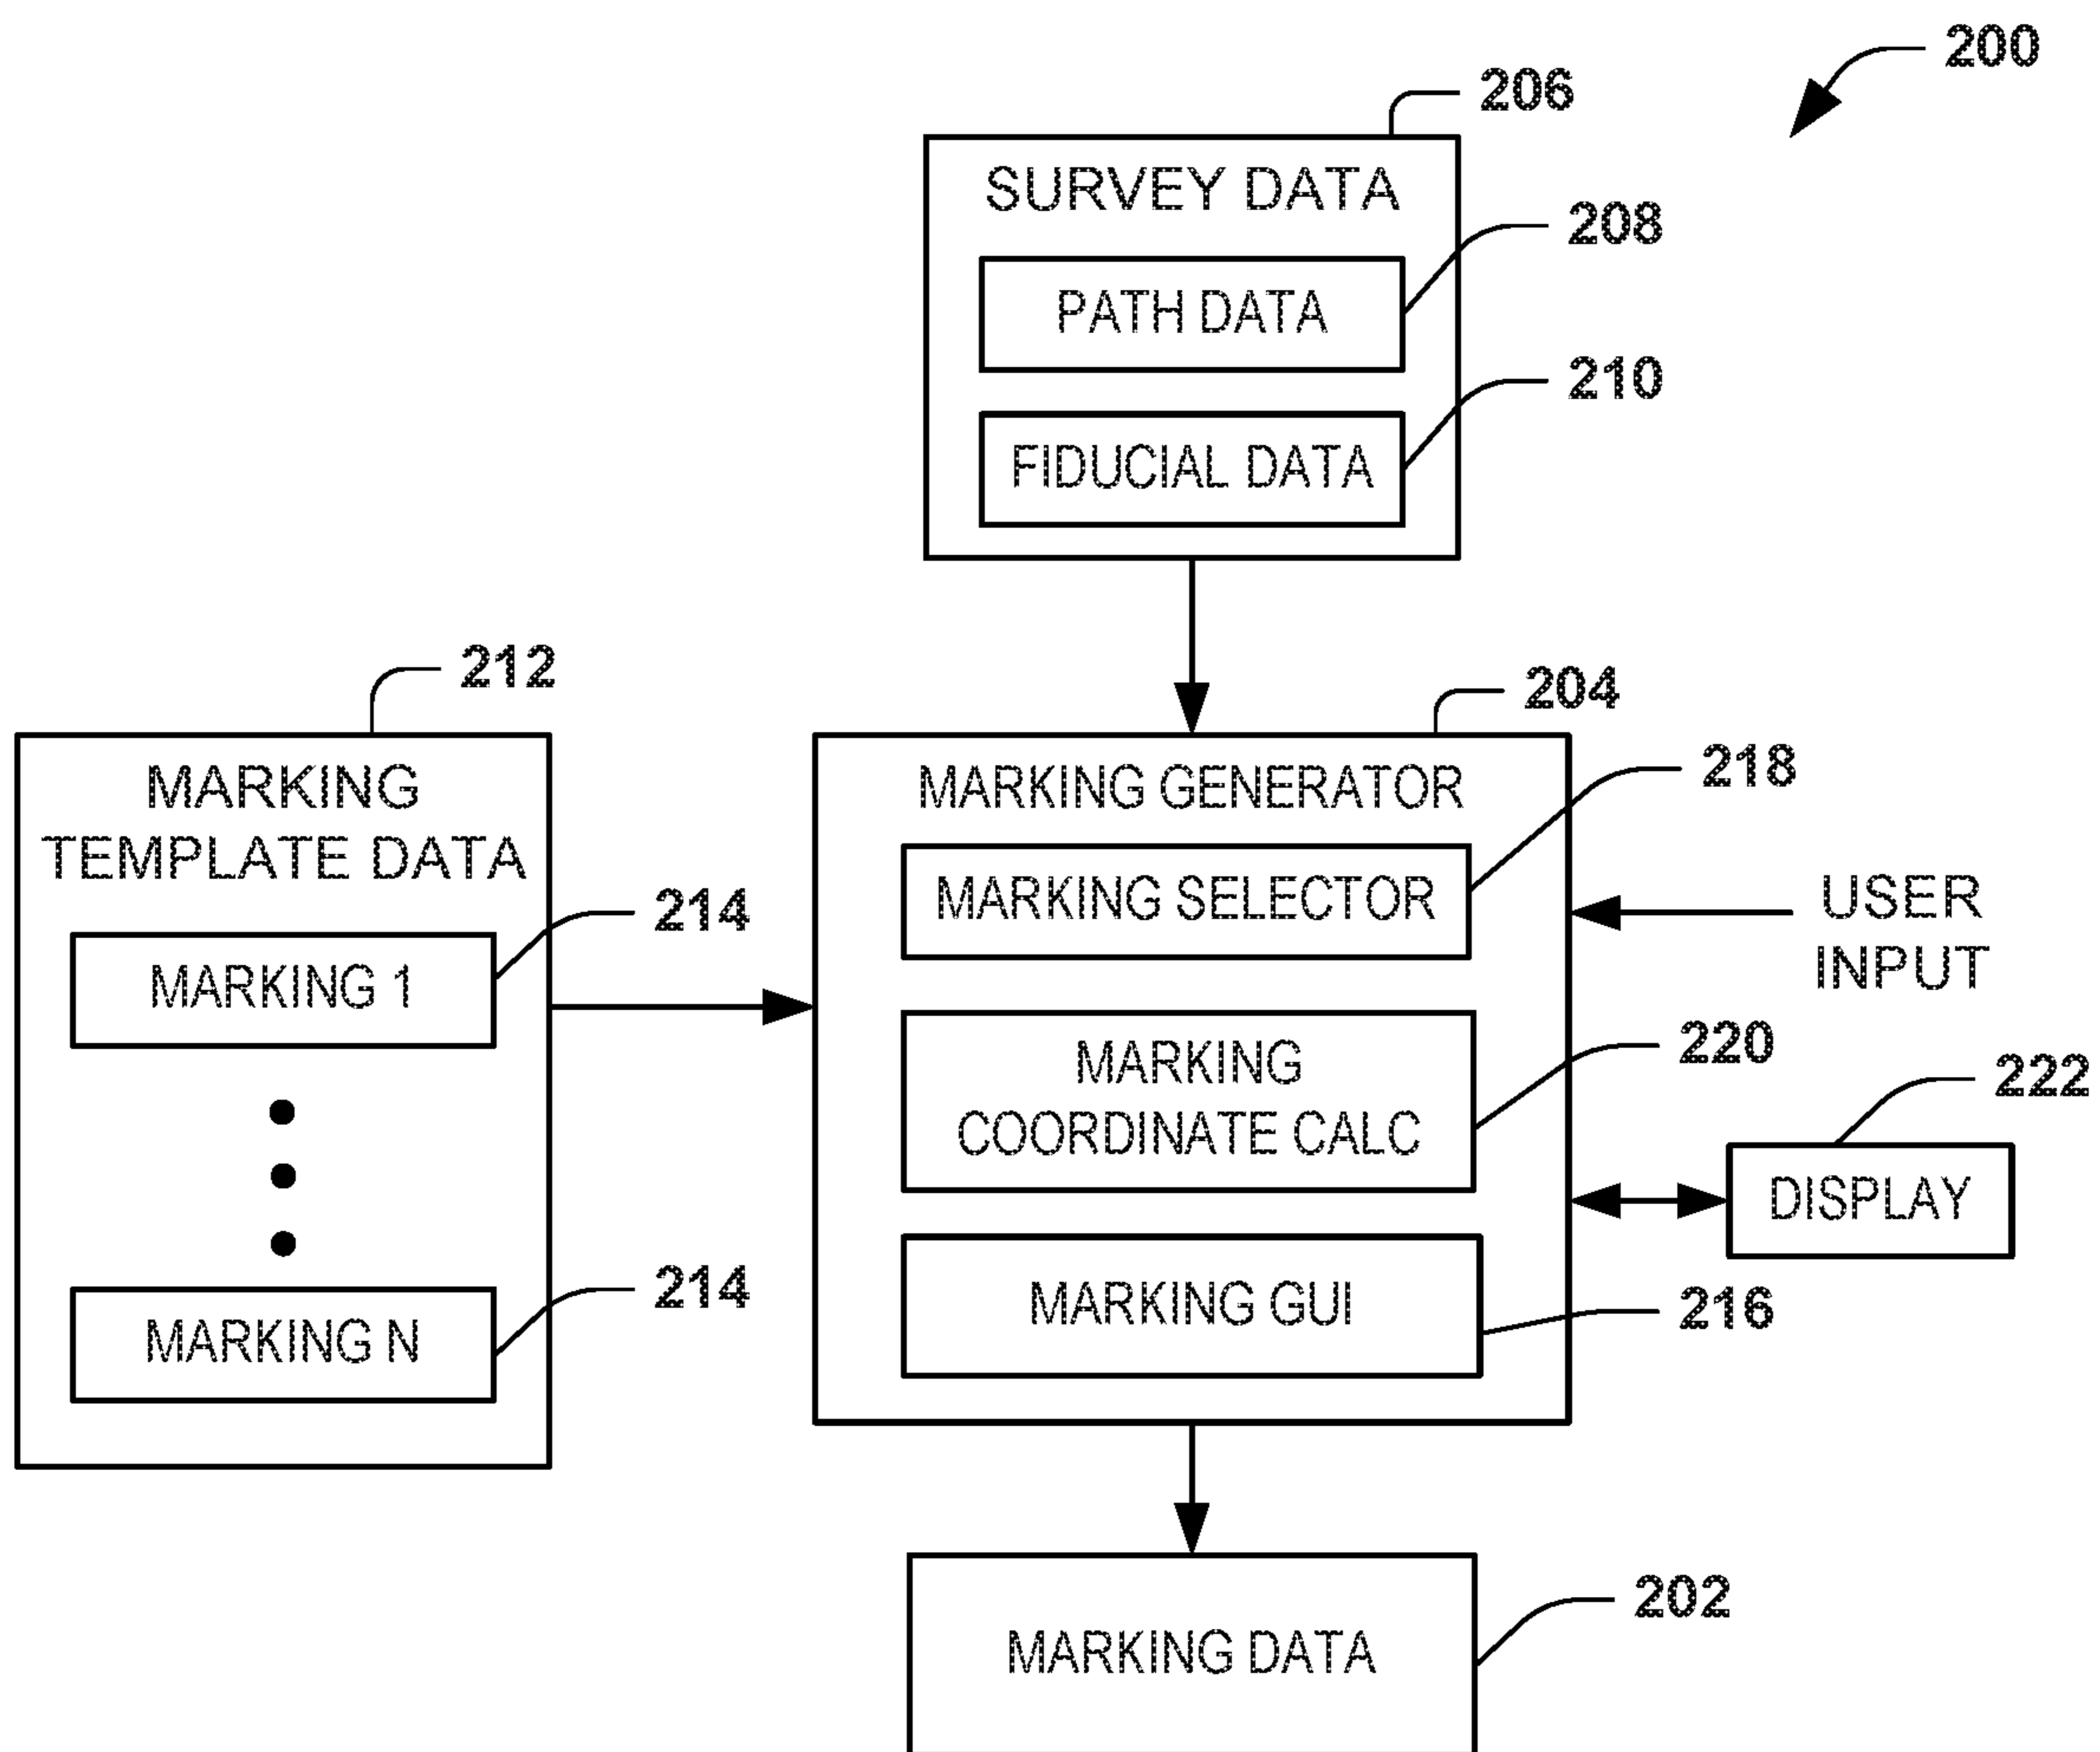 200
206
SURVEY DATA
208
PATH DATA
210
FIDUCIAL DATA
212
204
MARKING
TEMPLATE DATA
214
MARKING 1
214
MARKING N
MARKING GENERATOR
218
MARKING SELECTOR
USER
INPUT
220
MARKING
COORDINATE CALC
222
DISPLAY
MARKING GUI
216
202
MARKING DATA